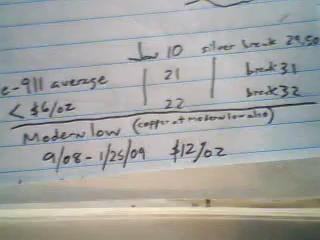 Jan 10 silver break 29.50
e-911 average 21 break 31
< $6/oz 22 break 32
Modern low (copper at modern low also)
9/08 - 1/25/09 $12/oz